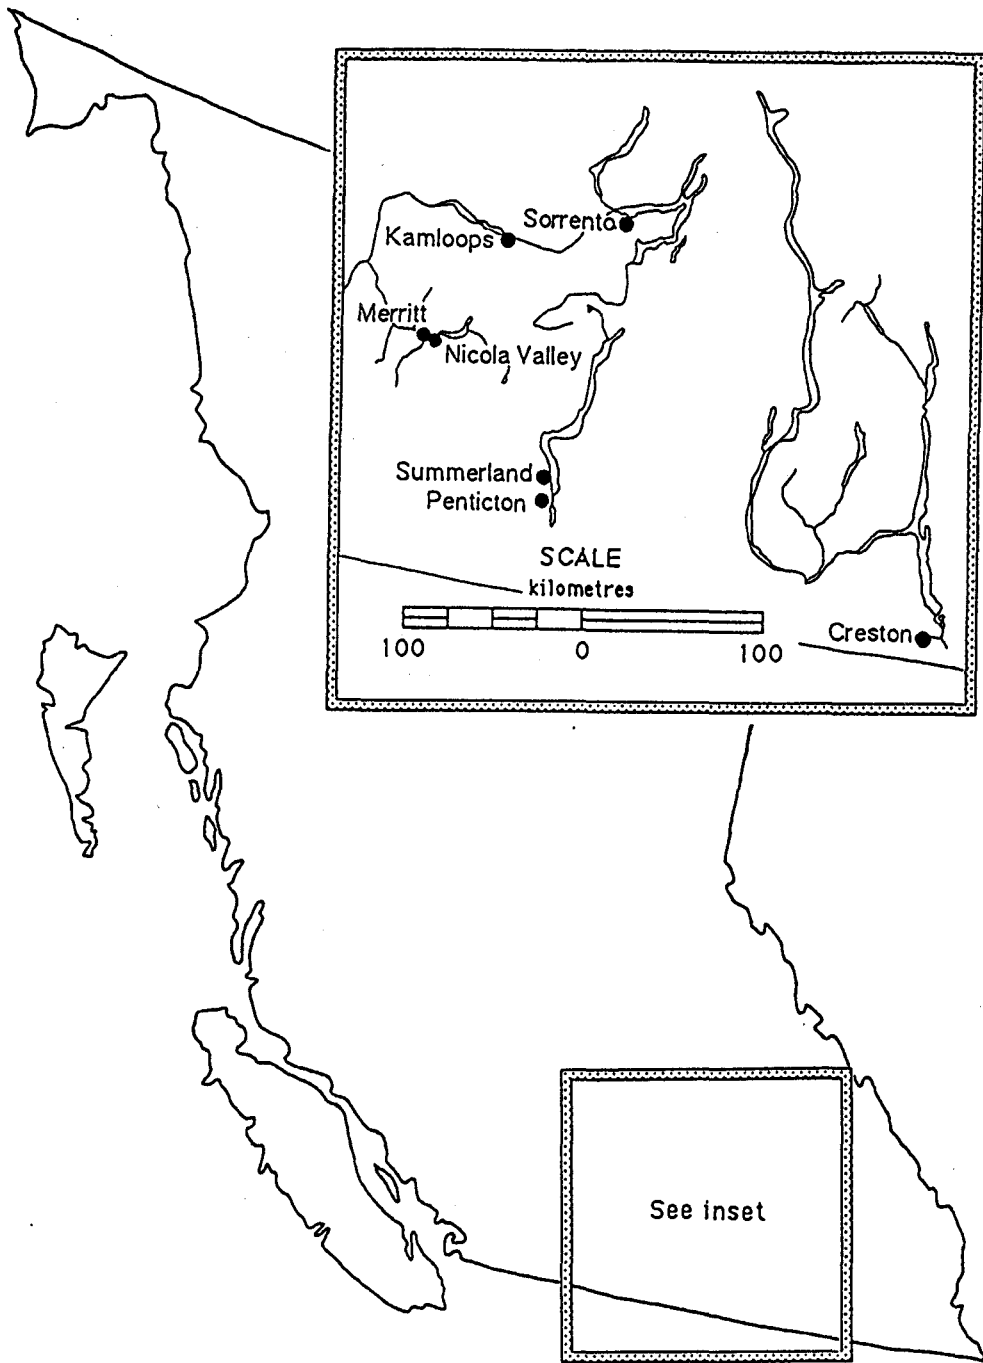 Sorrento
Kamloops
Merritt
Nicola Valley
Summerland
Penticton
SCALE
kilometres
100 0 100
Creston
See inset